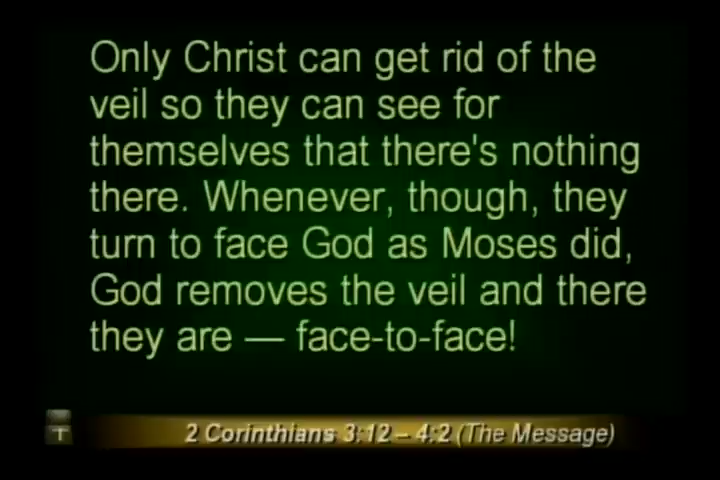 Only Christ can get rid of the
veil so they can see for
themselves that there's nothing
there. Whenever, though, they
turn to face God as Moses did,
God removes the veil and there
they are — face-to-face!
T
2 Corinthians 3:12 – 4:2 (The Message)